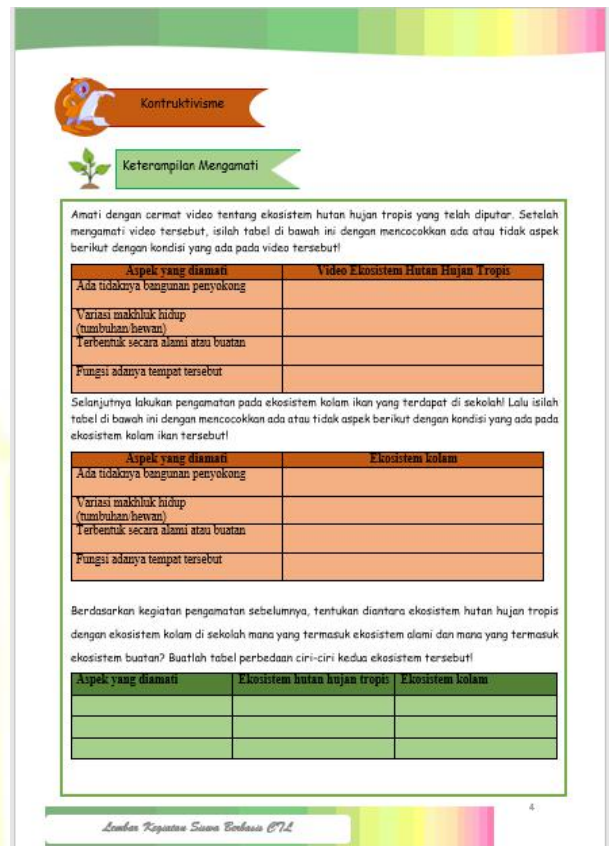 Kontruktivisme
Keterampilan Mengamati
Amati dengan cermat video tentang ekosistem hutan hujan tropis yang telah diputar. Setelah
mengamati video tersebut, isilah tabel di bawah ini dengan mencocokkan ada atau tidak aspek
berikut dengan kondisi yang ada pada video tersebut!
Aspek yang diamati Video Ekosistem Hutan Hujan Tropis
Ada tidaknya bangunan penyokong
Variasi makhluk hidup
(tumbuhan/hewan)
Terbentuk secara alami atau buatan
Fungsi adanya tempat tersebut
Selanjutnya lakukan pengamatan pada ekosistem kolam ikan yang terdapat di sekolah! Lalu isilah
tabel di bawah ini dengan mencocokkan ada atau tidak aspek berikut dengan kondisi yang ada pada
ekosistem kolam ikan tersebut!
Aspek yang diamati Ekosistem kolam
Ada tidaknya bangunan penyokong
Variasi makhluk hidup
(tumbuhan/hewan)
Terbentuk secara alami atau buatan
Fungsi adanya tempat tersebut
Berdasarkan kegiatan pengamatan sebelumnya, tentukan diantara ekosistem hutan hujan tropis
dengan ekosistem kolam di sekolah mana yang termasuk ekosistem alami dan mana yang termasuk
ekosistem buatan? Buatlah tabel perbedaan ciri-ciri kedua ekosistem tersebut!
Aspek yang diamati Ekosistem hutan hujan tropis Ekosistem kolam
4
Lembar Kegiatan Siswa Berbasis CTL